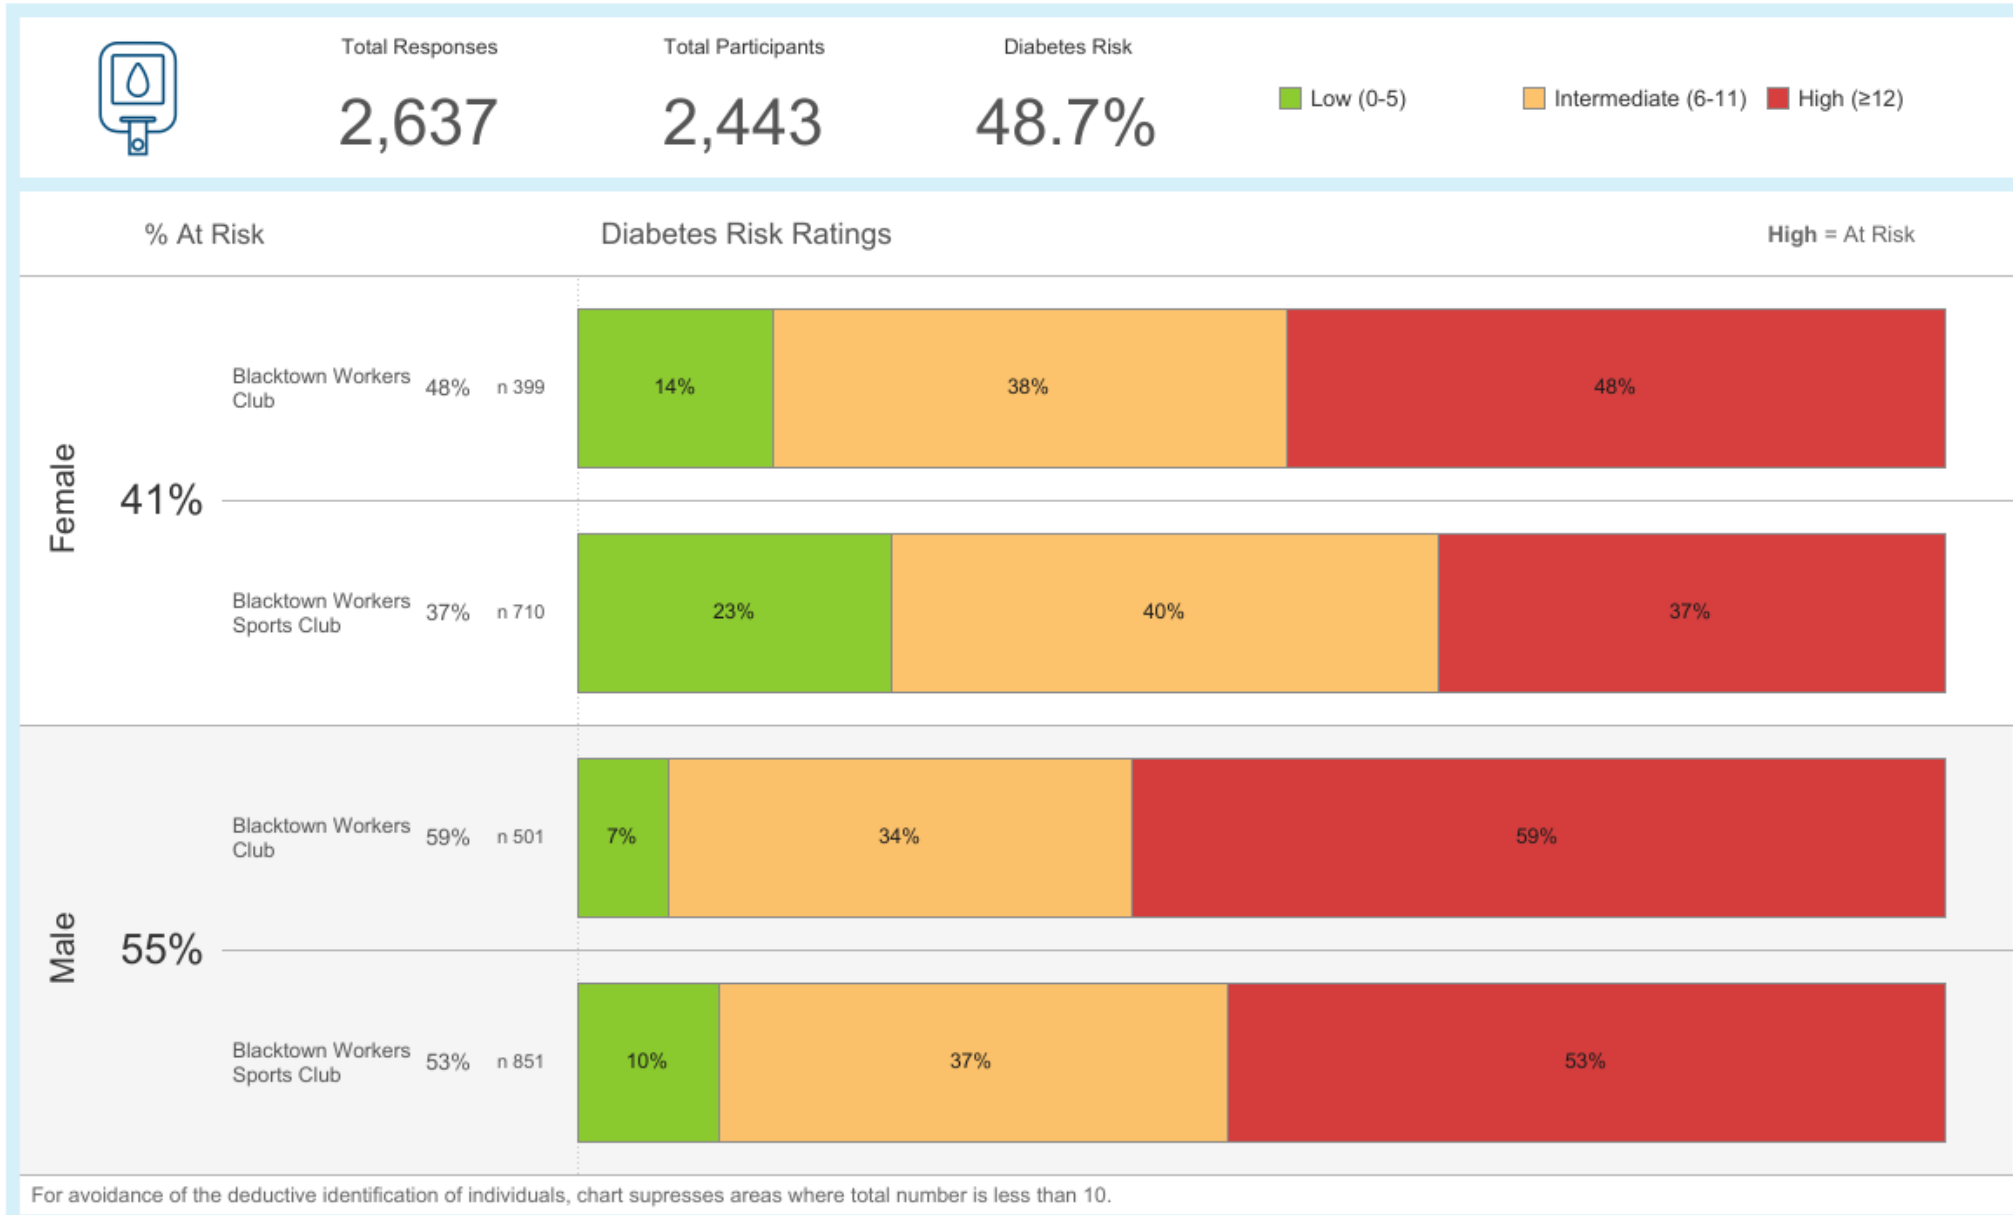 Total Responses
Total Participants
Diabetes Risk
2,637
2,443
48.7%
Low (0-5)
Intermediate (6-11)
High (≥12)
% At Risk
Diabetes Risk Ratings
High = At Risk
Female
41%
Blacktown Workers
Club
48%
n 399
14%
38%
48%
Blacktown Workers
Sports Club
37%
n 710
23%
40%
37%
Male
55%
Blacktown Workers
Club
59%
n 501
7%
34%
59%
Blacktown Workers
Sports Club
53%
n 851
10%
37%
53%
For avoidance of the deductive identification of individuals, chart supresses areas where total number is less than 10.